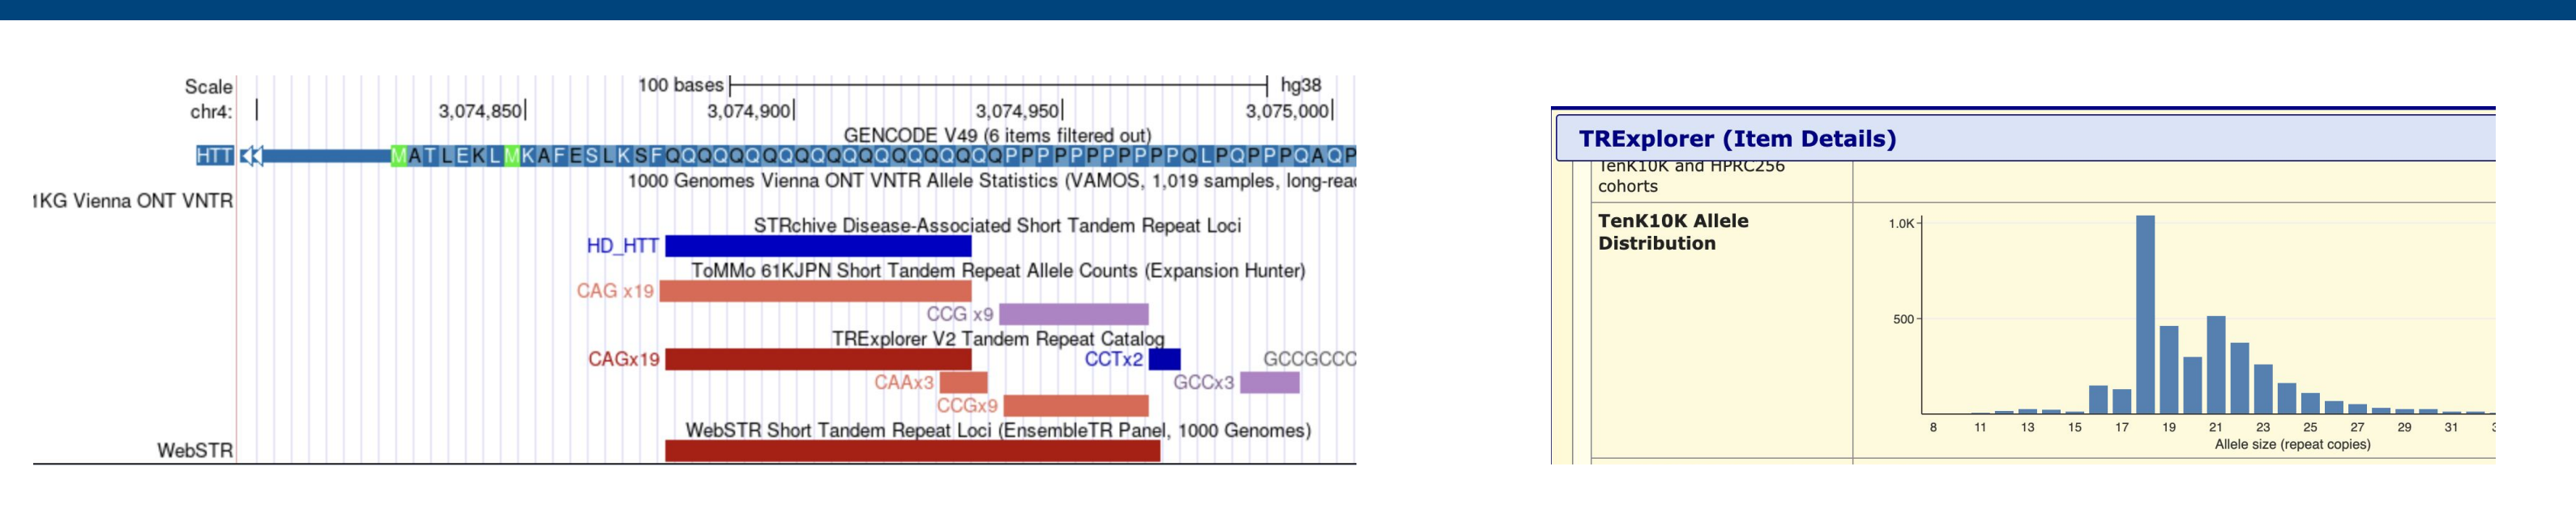 Scale 100 bases hg38
chr4: 3,074,850 3,074,900 3,074,950 3,075,000
GENCODE V49 (6 items filtered out)
HTT MATLEKLMKAFESLKSFQQQQQQQQQQQQQQQQQQQQQPPPPPPPPPPPQLPQPPPQAQP
1000 Genomes Vienna ONT VNTR Allele Statistics (VAMOS, 1,019 samples, long-read
1KG Vienna ONT VNTR
STRchive Disease-Associated Short Tandem Repeat Loci
HD_HTT
ToMMo 61KJPN Short Tandem Repeat Allele Counts (Expansion Hunter)
CAG x19
CCG x9
TRExplorer V2 Tandem Repeat Catalog
CAGx19 CCTx2 GCCGCCC
CAAx3 GCCx3
CCGx9
WebSTR Short Tandem Repeat Loci (EnsembleTR Panel, 1000 Genomes)
WebSTR
TRExplorer (Item Details)
TenK10K and HPRC256
cohorts
TenK10K Allele
Distribution
1.0K
500
8 11 13 15 17 19 21 23 25 27 29 31
Allele size (repeat copies)